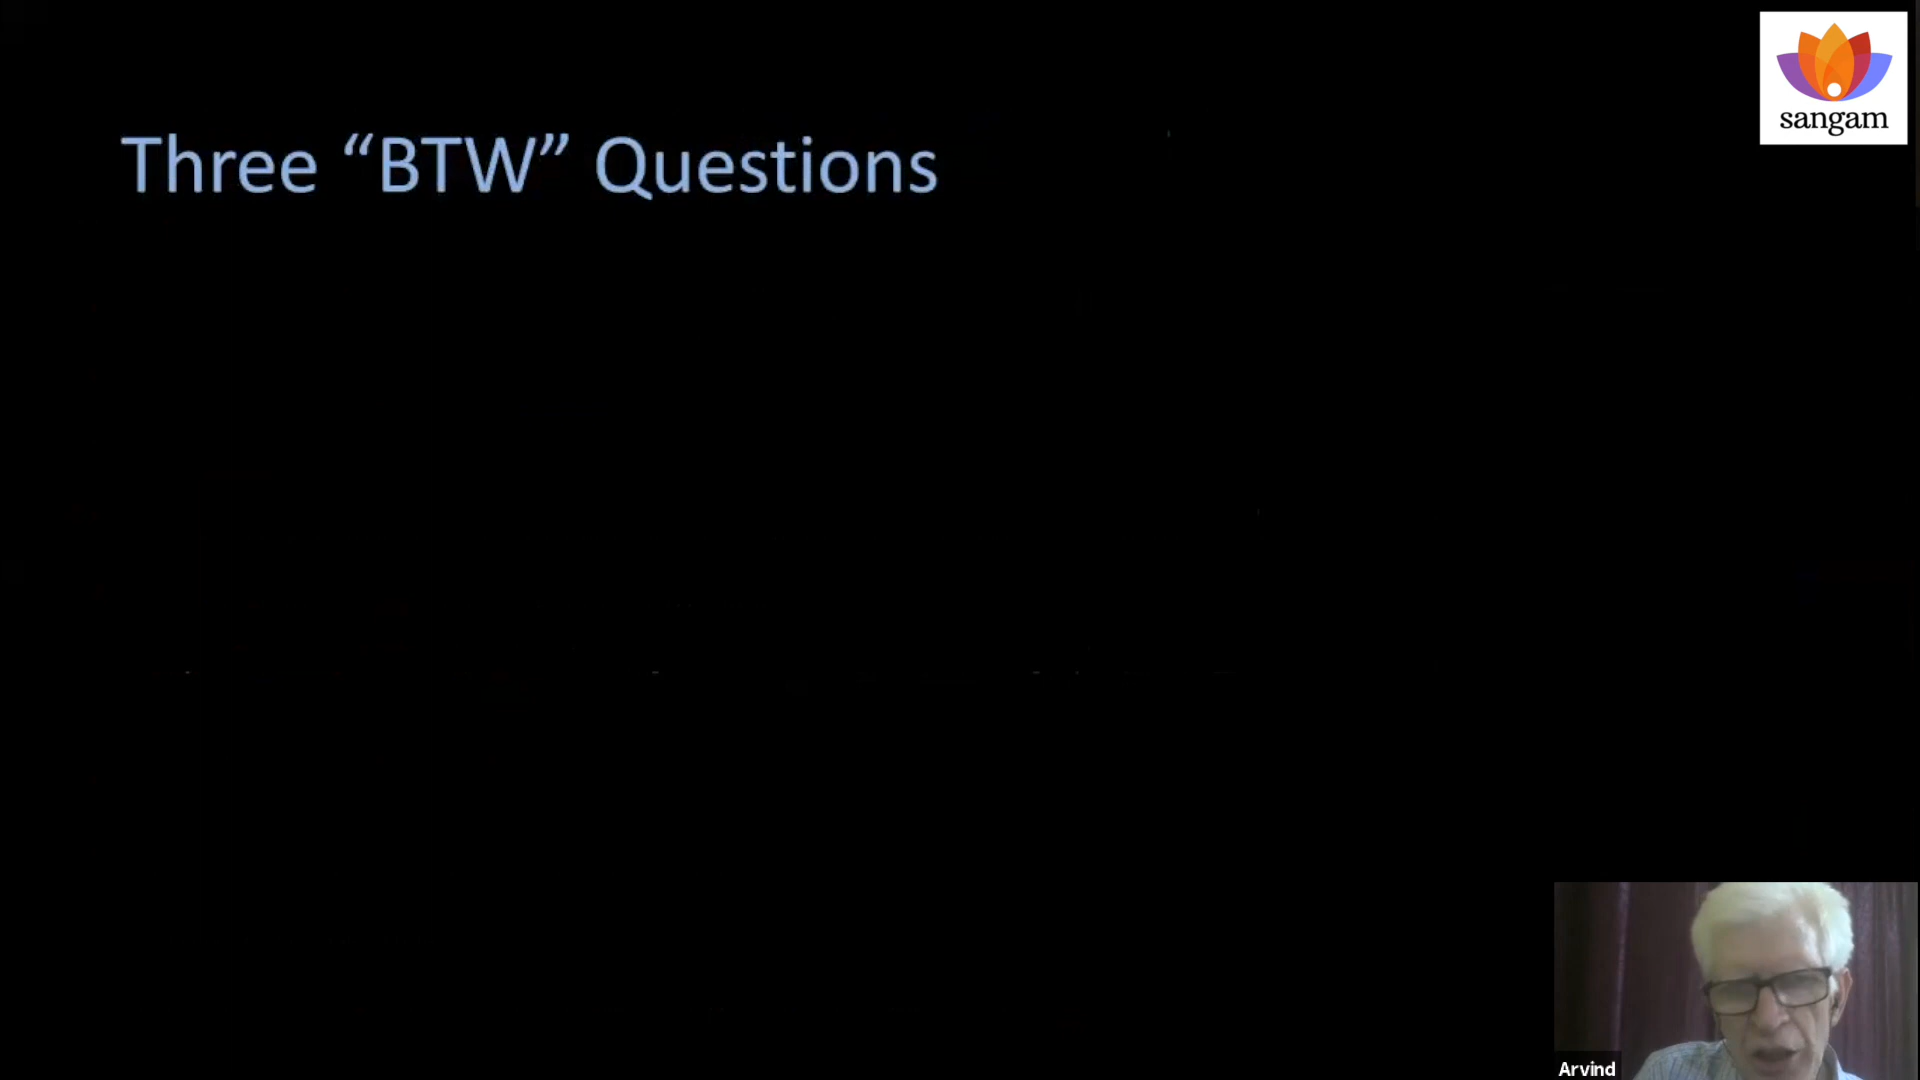 sangam
Three “BTW” Questions
Arvind